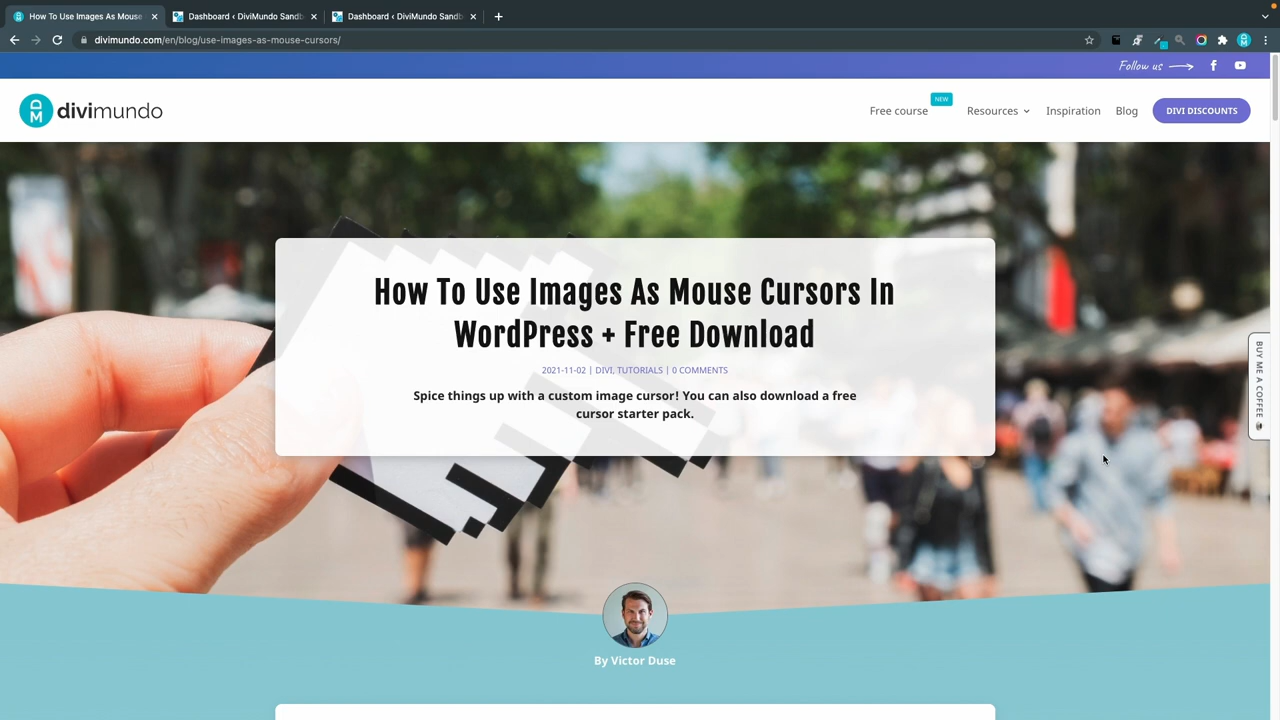 How To Use Images As Mouse
Dashboard ‹ DiviMundo Sandb
Dashboard ‹ DiviMundo Sandb
divimundo.com/en/blog/use-images-as-mouse-cursors/
Follow us
divimundo
Free course
NEW
Resources
Inspiration
Blog
DIVI DISCOUNTS
How To Use Images As Mouse Cursors In
WordPress + Free Download
2021-11-02 | DIVI, TUTORIALS | 0 COMMENTS
Spice things up with a custom image cursor! You can also download a free
cursor starter pack.
BUY ME A COFFEE
By Victor Duse